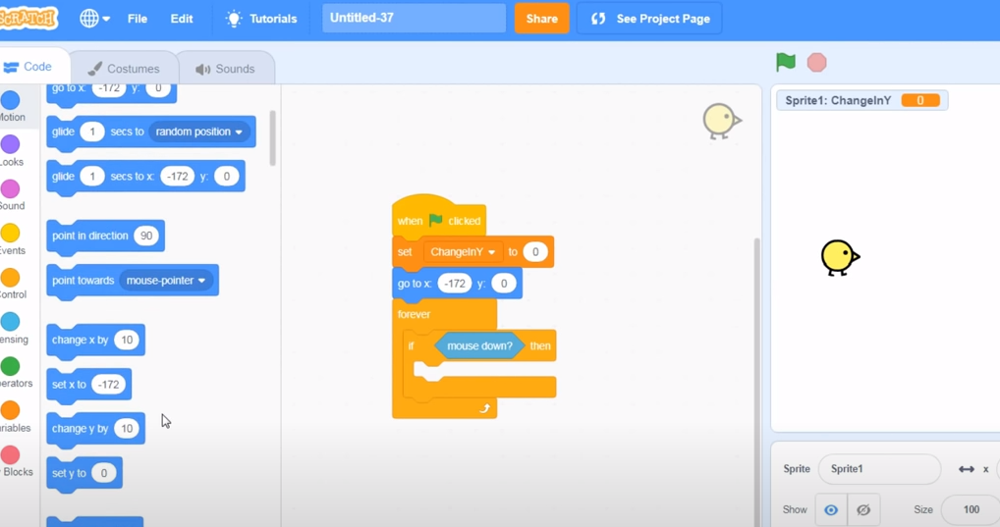 SCRATCH File Edit Tutorials Untitled-37 Share See Project Page
Code Costumes Sounds
Motion
Looks
Sound
Events
Control
ensing
erators
riables
Blocks
go to x: -172 y: 0
glide 1 secs to random position
glide 1 secs to x: -172 y: 0
point in direction 90
point towards mouse-pointer
change x by 10
set x to -172
change y by 10
set y to 0
when clicked
set ChangeInY to 0
go to x: -172 y: 0
forever
if mouse down? then
Sprite1: ChangeInY 0
Sprite Sprite1 x
Show Size 100